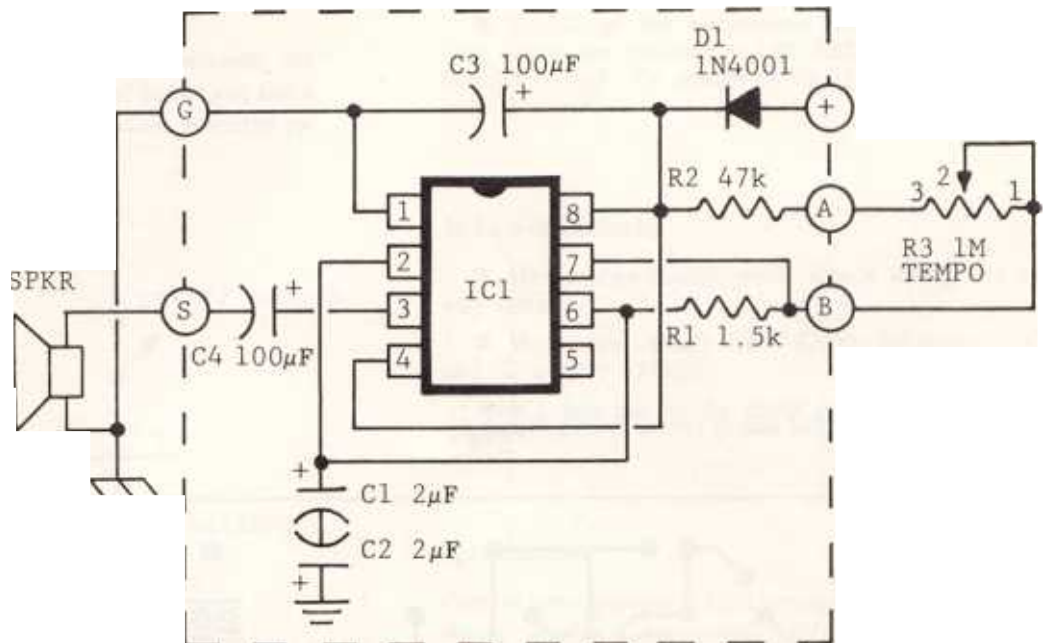 D1
1N4001
C3 100μF
+
G
+
R2 47k
A
3 2 1
R3 1M
TEMPO
1
2
3
4
8
7
6
5
IC1
SPKR
S
+
C4 100μF
R1 1.5k
B
+
C1 2μF
C2 2μF
+